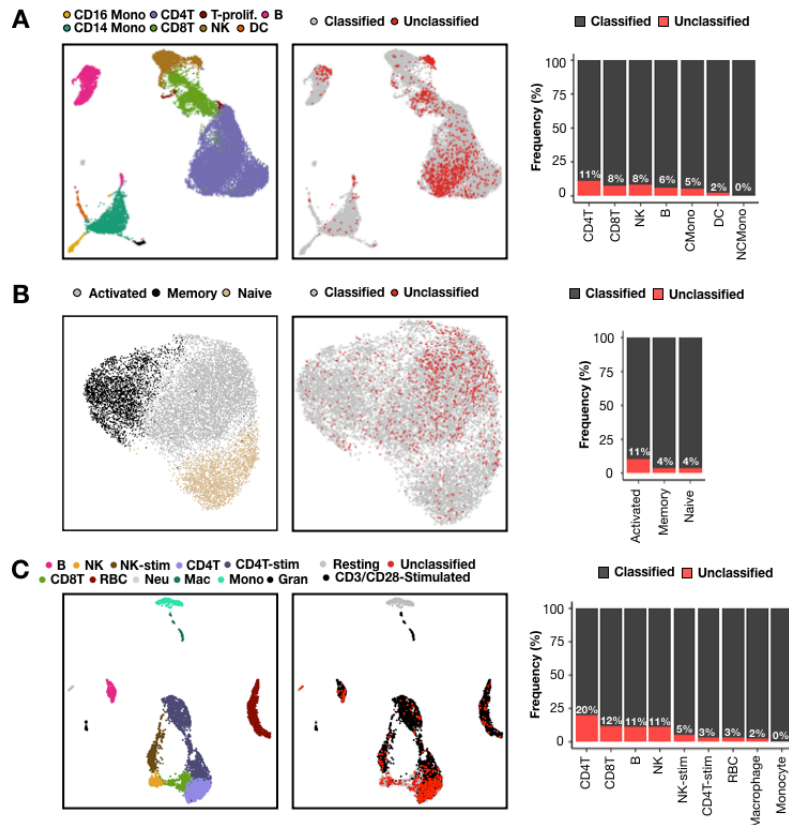 A
CD16 Mono CD4T T-prolif. B
CD14 Mono CD8T NK DC
Classified Unclassified
Classified Unclassified
Frequency (%)
100
75
50
25
0
11% 8% 8% 6% 5% 2% 0%
CD4T CD8T NK B CMono DC NCMono
B
Activated Memory Naive
Classified Unclassified
Classified Unclassified
Frequency (%)
100
75
50
25
0
11% 4% 4%
Activated Memory Naive
C
B NK NK-stim CD4T CD4T-stim
CD8T RBC Neu Mac Mono Gran
Resting Unclassified
CD3/CD28-Stimulated
Classified Unclassified
Frequency (%)
100
75
50
25
0
20% 12% 11% 11% 5% 3% 3% 2% 0%
CD4T CD8T B NK NK-stim CD4T-stim RBC Macrophage Monocyte